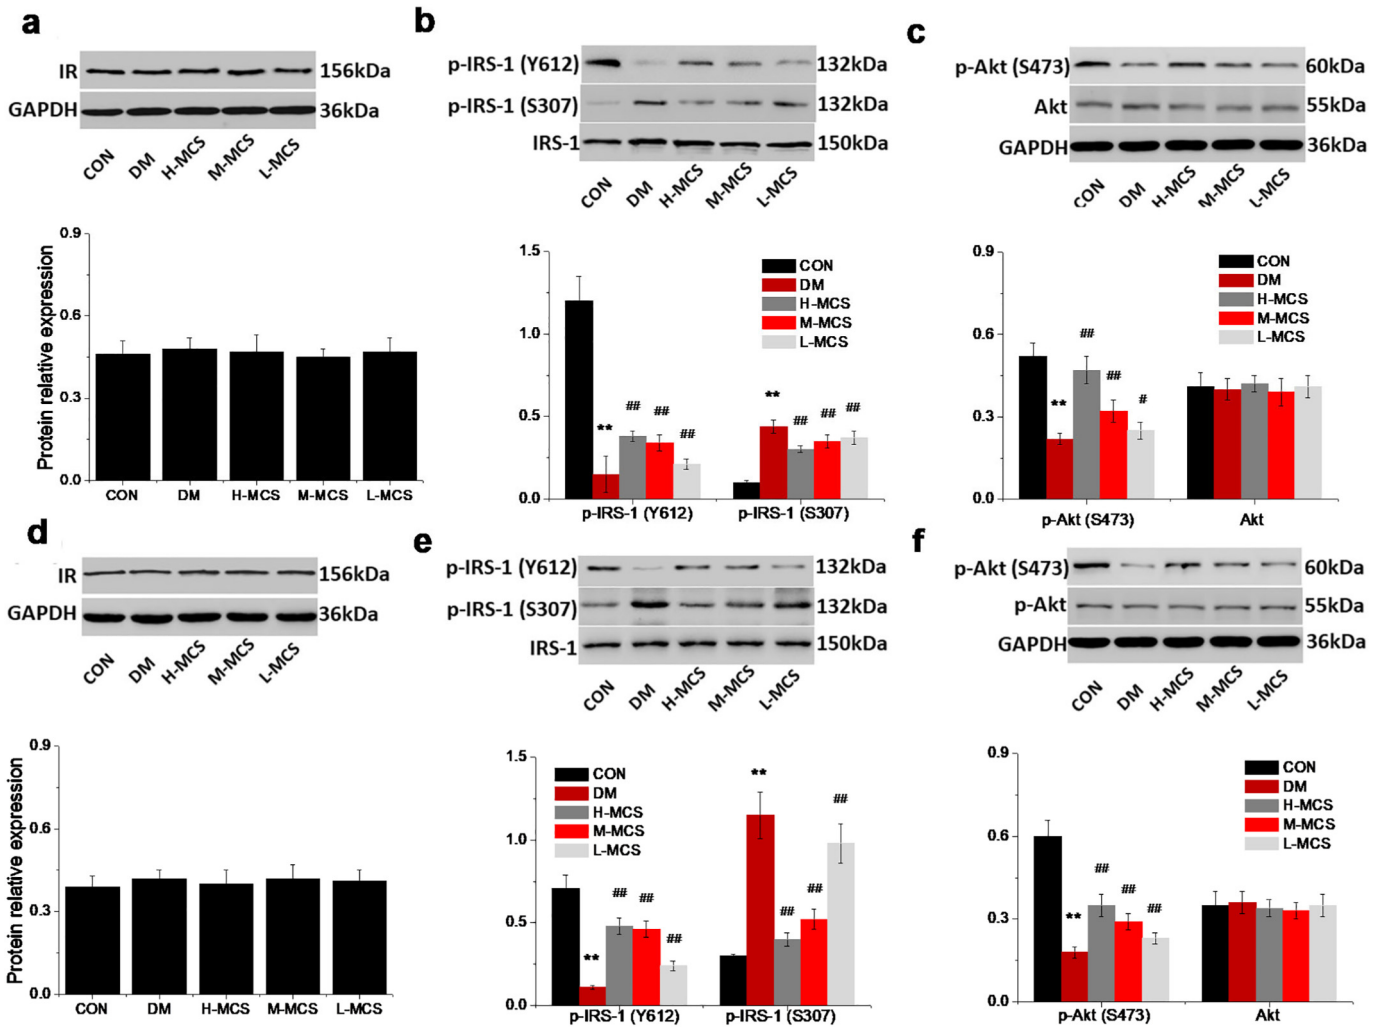 a
IR
156kDa
GAPDH
36kDa
CON DM H-MCS M-MCS L-MCS
Protein relative expression
0.9
0.6
0.3
0.0
CON DM H-MCS M-MCS L-MCS
b
p-IRS-1 (Y612)
132kDa
p-IRS-1 (S307)
132kDa
IRS-1
150kDa
CON DM H-MCS M-MCS L-MCS
1.5
1.0
0.5
0.0
CON
DM
H-MCS
M-MCS
L-MCS
** ## ## ##
** ## ## ##
p-IRS-1 (Y612) p-IRS-1 (S307)
c
p-Akt (S473)
60kDa
Akt
55kDa
GAPDH
36kDa
CON DM H-MCS M-MCS L-MCS
0.9
0.6
0.3
0.0
CON
DM
H-MCS
M-MCS
L-MCS
** ## ## #
p-Akt (S473) Akt
d
IR
156kDa
GAPDH
36kDa
CON DM H-MCS M-MCS L-MCS
Protein relative expression
0.9
0.6
0.3
0.0
CON DM H-MCS M-MCS L-MCS
e
p-IRS-1 (Y612)
132kDa
p-IRS-1 (S307)
132kDa
IRS-1
150kDa
CON DM H-MCS M-MCS L-MCS
1.5
1.0
0.5
0.0
CON
DM
H-MCS
M-MCS
L-MCS
** ## ## ##
** ## ## ##
p-IRS-1 (Y612) p-IRS-1 (S307)
f
p-Akt (S473)
60kDa
p-Akt
55kDa
GAPDH
36kDa
CON DM H-MCS M-MCS L-MCS
0.9
0.6
0.3
0.0
CON
DM
H-MCS
M-MCS
L-MCS
** ## ## ##
p-Akt (S473) Akt